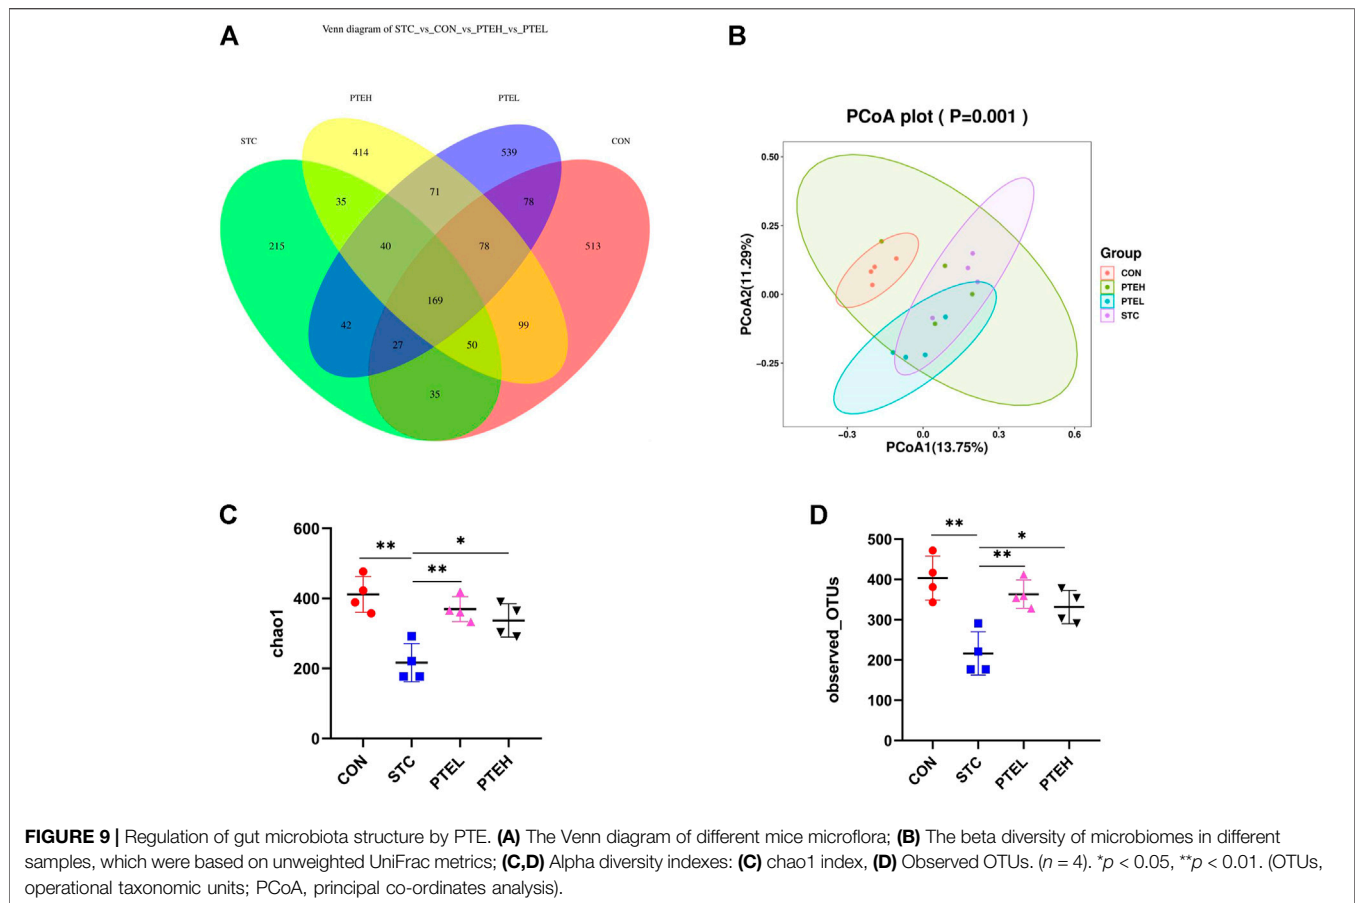 A
Venn diagram of STC_vs_CON_vs_PTEH_vs_PTEL
PTEH
PTEL
STC
CON
414
539
35
71
78
215
40
78
513
169
42
27
50
99
35
B
PCoA plot ( P=0.001 )
PCoA2(11.29%)
0.50
0.25
0.00
−0.25
−0.3
0.0
0.3
0.6
PCoA1(13.75%)
Group
CON
PTEH
PTEL
STC
C
chao1
600
400
200
0
**
*
**
CON
STC
PTEL
PTEH
D
observed_OTUs
500
400
300
200
100
0
**
*
**
CON
STC
PTEL
PTEH
FIGURE 9 | Regulation of gut microbiota structure by PTE. (A) The Venn diagram of different mice microflora; (B) The beta diversity of microbiomes in different
samples, which were based on unweighted UniFrac metrics; (C,D) Alpha diversity indexes: (C) chao1 index, (D) Observed OTUs. (n = 4). *p < 0.05, **p < 0.01. (OTUs,
operational taxonomic units; PCoA, principal co-ordinates analysis).